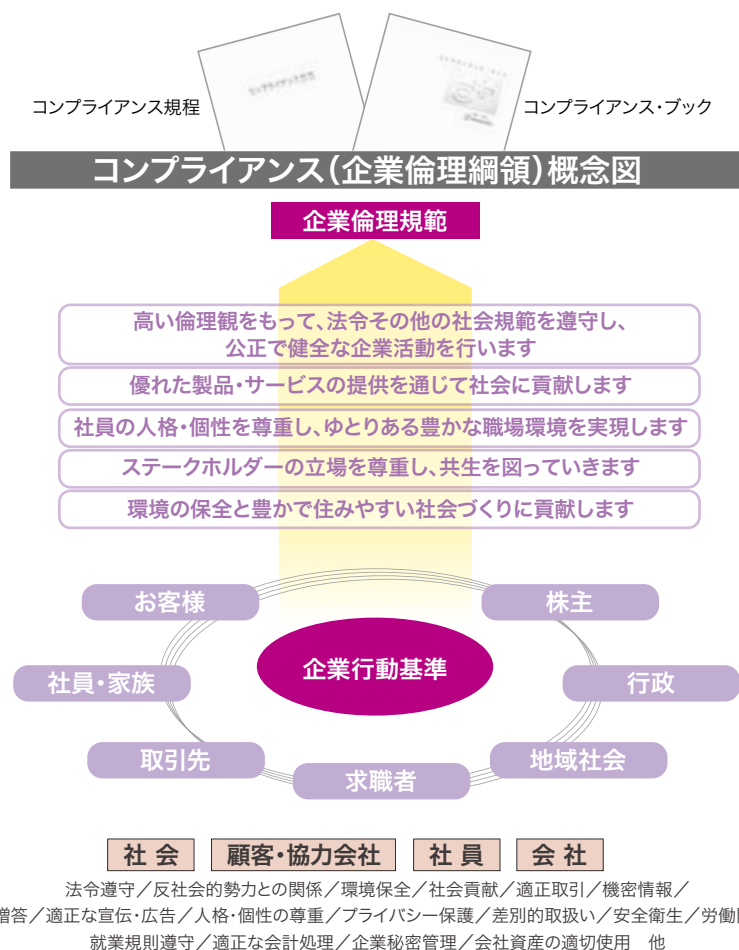 コンプライアンス規程
コンプライアンス・ブック
コンプライアンス(企業倫理綱領)概念図
企業倫理規範
高い倫理観をもって、法令その他の社会規範を遵守し、
公正で健全な企業活動を行います
優れた製品・サービスの提供を通じて社会に貢献します
社員の人格・個性を尊重し、ゆとりある豊かな職場環境を実現します
ステークホルダーの立場を尊重し、共生を図っていきます
環境の保全と豊かで住みやすい社会づくりに貢献します
お客様
株主
企業行動基準
社員・家族
行政
取引先
地域社会
求職者
社 会 顧客・協力会社 社 員 会 社
法令遵守/反社会的勢力との関係/環境保全/社会貢献/適正取引/機密情報/
贈答/適正な宣伝・広告/人格・個性の尊重/プライバシー保護/差別的取扱い/安全衛生/労働
就業規則遵守/適正な会計処理/企業秘密管理/会社資産の適切使用 他